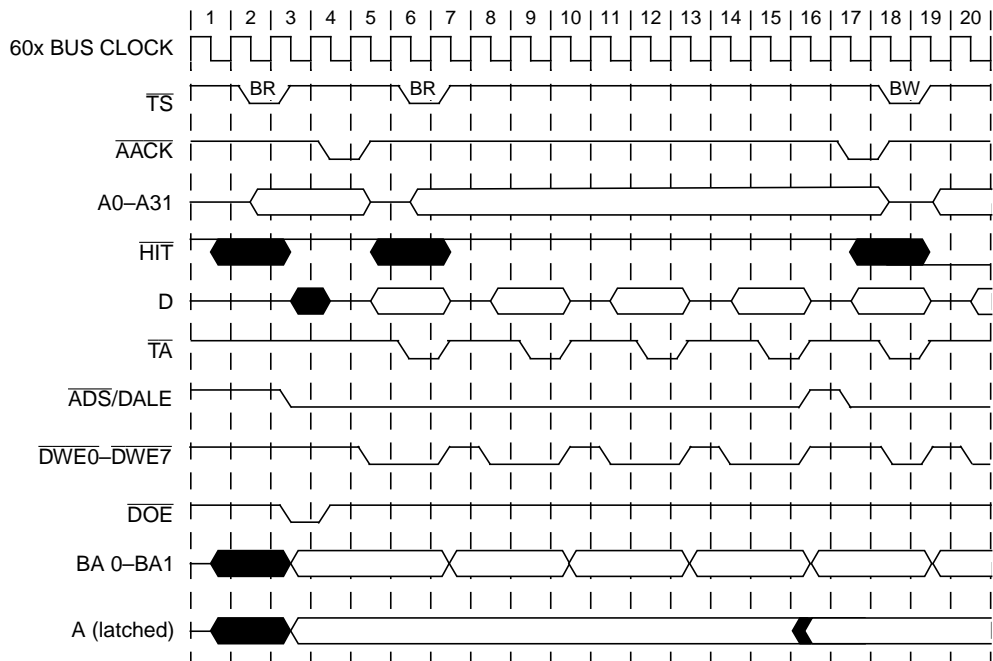 1 2 3 4 5 6 7 8 9 10 11 12 13 14 15 16 17 18 19 20
60x BUS CLOCK
BR BR BW
TS
AACK
A0–A31
HIT
D
TA
ADS/DALE
DWE0–DWE7
DOE
BA 0–BA1
A (latched)